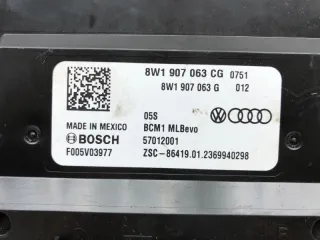 8W1 907 063 CG 0751
8W1 907 063 G 012
05S
MADE IN MEXICO BCM1 MLBevo
BOSCH 57012001
F005V03977 ZSC-86419.01.2369940298